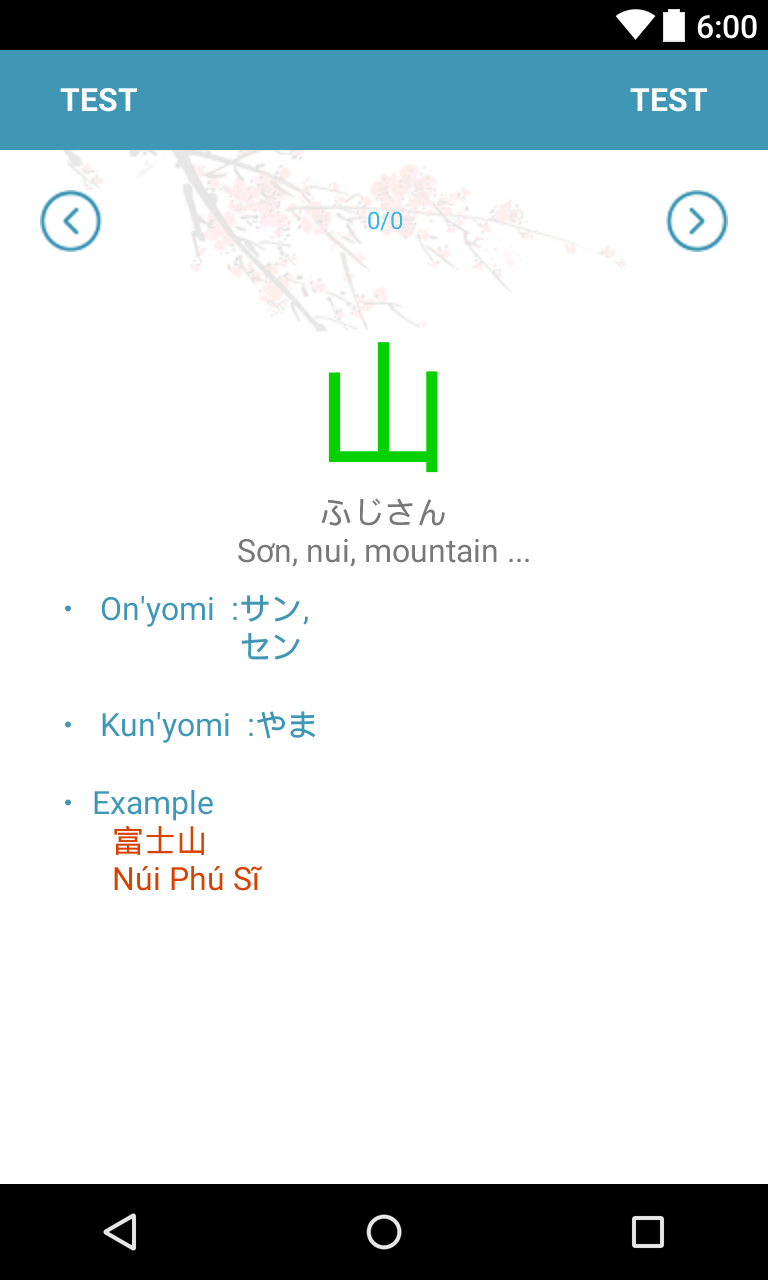 6:00
TEST TEST
0/0
山
ふじさん
Sơn, nui, mountain ...
• On'yomi :サン,
セン
• Kun'yomi :やま
• Example
富士山
Núi Phú Sĩ